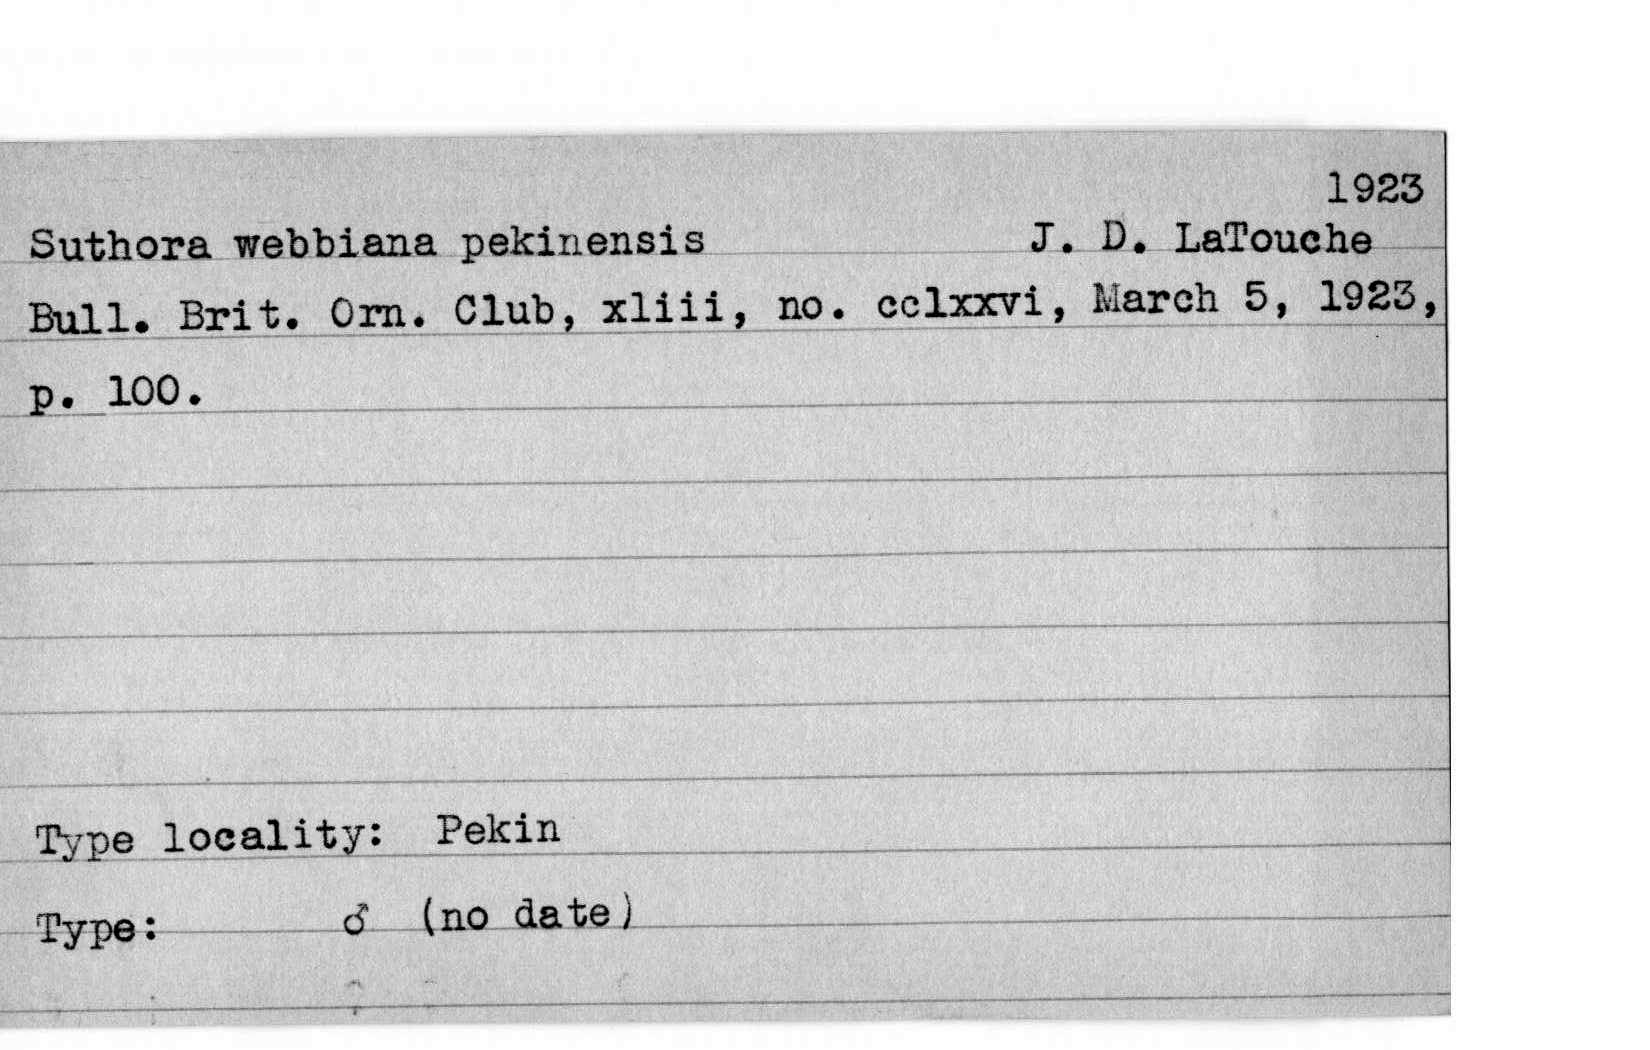 1923
Suthora webbiana pekinensis J. D. LaTouche
Bull. Brit. Orn. Club, xliii, no. cclxxvi, March 5, 1923,
p. 100.
Type locality: Pekin
Type: ♂ (no date)